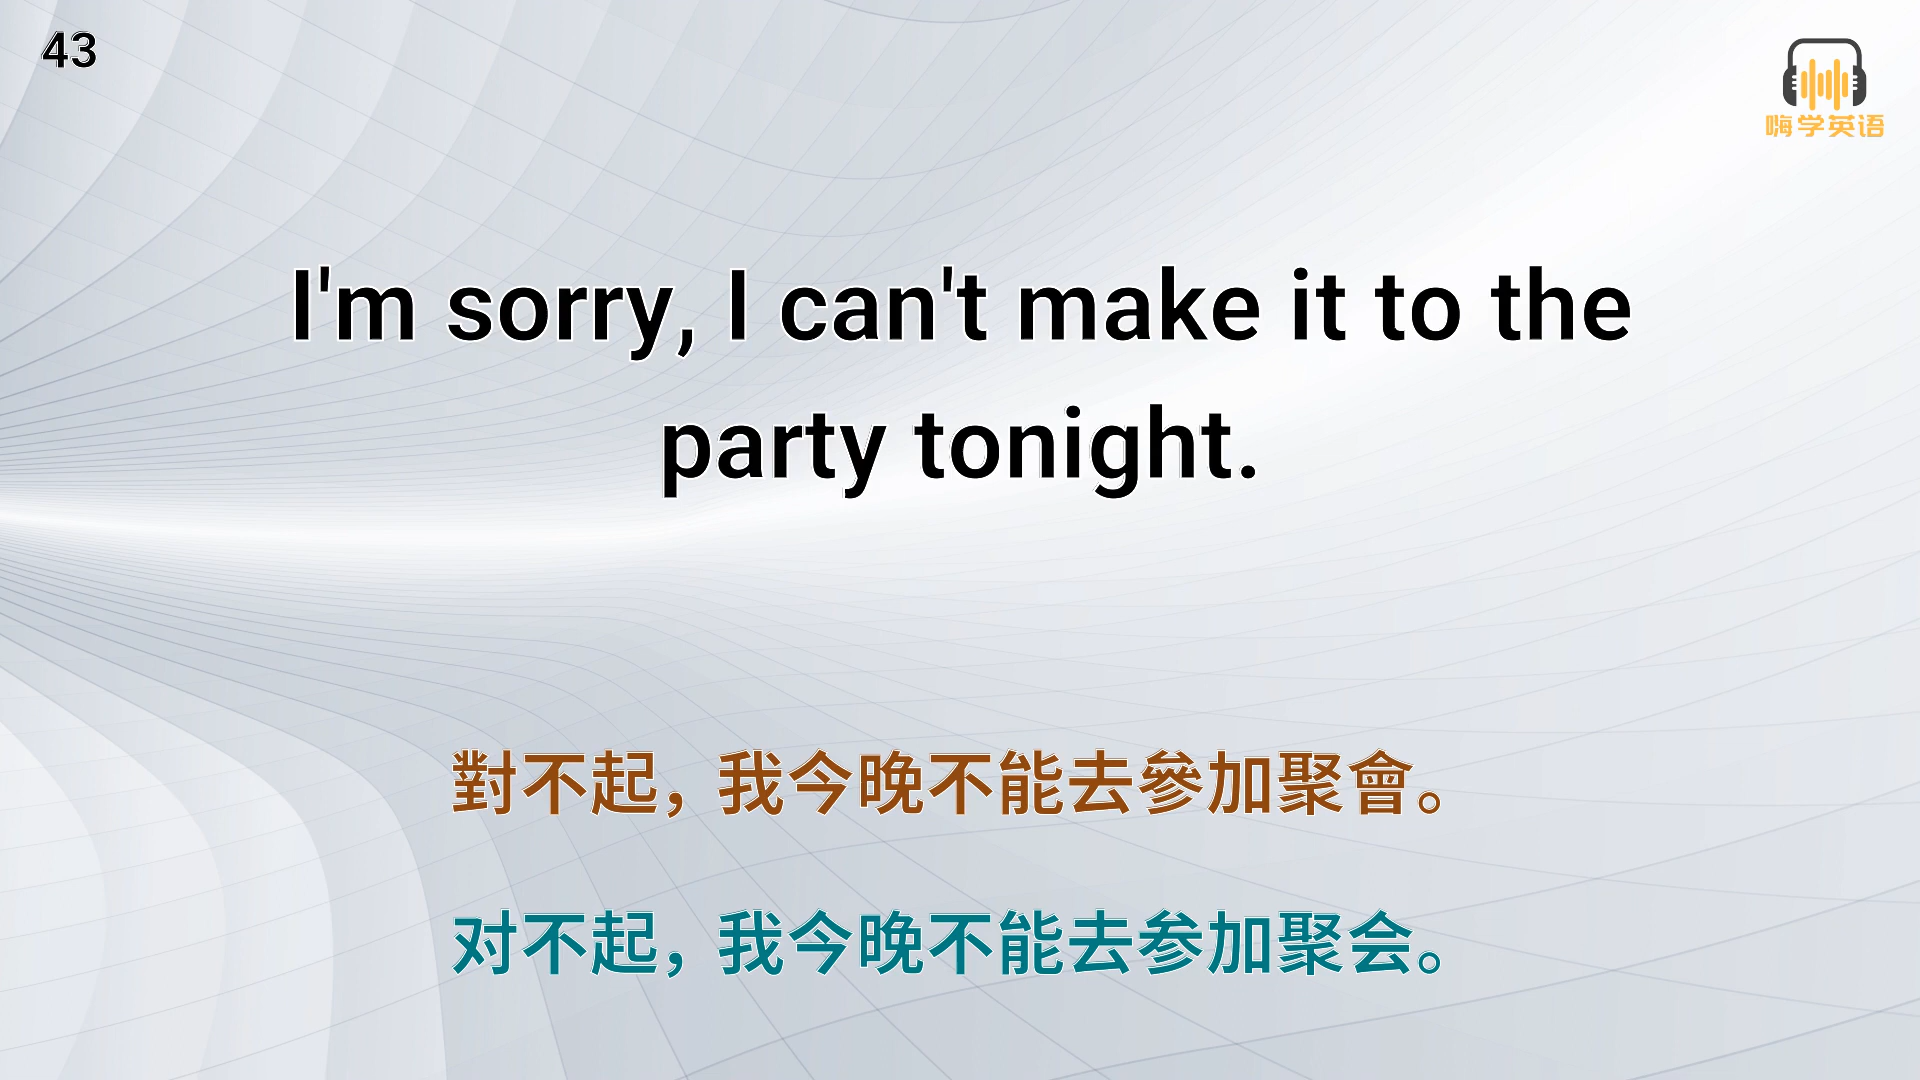 43
嗨学英语
I'm sorry, I can't make it to the
party tonight.
對不起，我今晚不能去參加聚會。
对不起，我今晚不能去参加聚会。